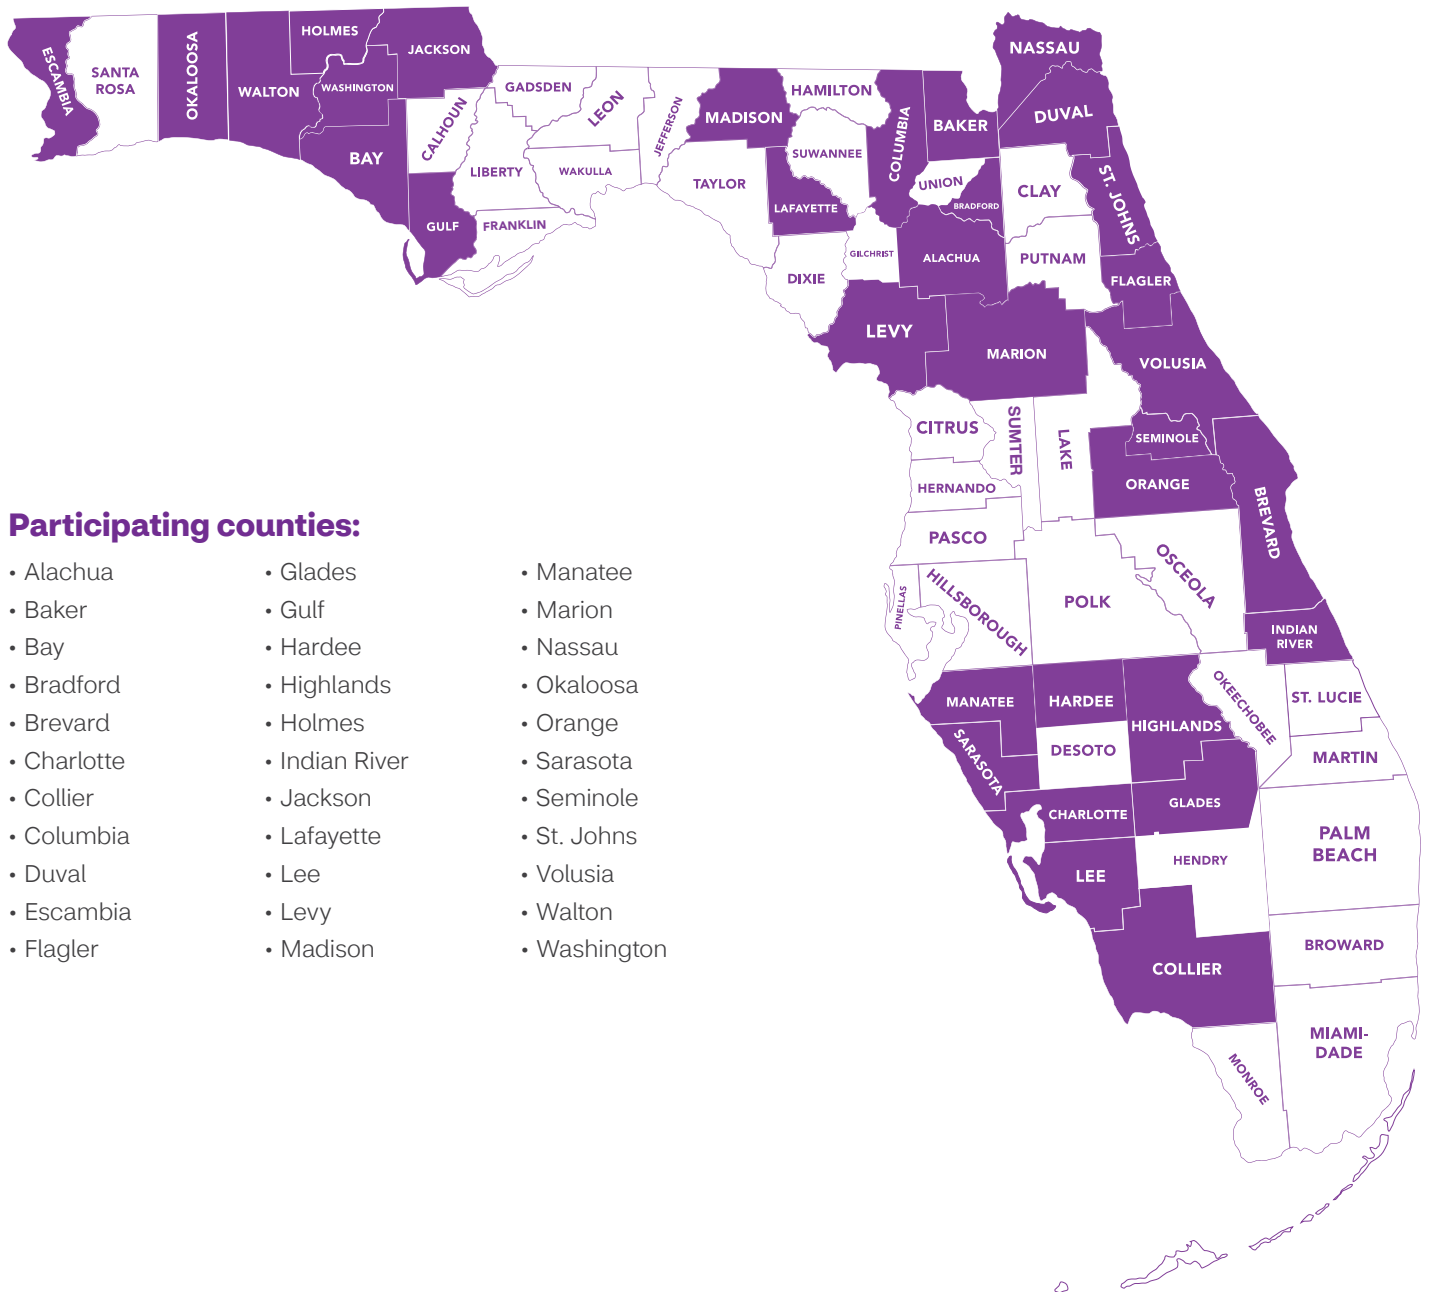 HOLMES
NASSAU
ESCAMBIA
SANTA
ROSA
OKALOOSA
WALTON
WASHINGTON
JACKSON
GADSDEN
LEON
JEFFERSON
MADISON
HAMILTON
COLUMBIA
BAKER
DUVAL
BAY
CALHOUN
LIBERTY
WAKULLA
TAYLOR
SUWANNEE
LAFAYETTE
UNION
BRADFORD
CLAY
ST. JOHNS
GULF
FRANKLIN
DIXIE
GILCHRIST
ALACHUA
PUTNAM
FLAGLER
LEVY
MARION
VOLUSIA
CITRUS
SUMTER
LAKE
SEMINOLE
HERNANDO
ORANGE
BREVARD
PASCO
OSCEOLA
PINELLAS
HILLSBOROUGH
POLK
INDIAN
RIVER
MANATEE
HARDEE
HIGHLANDS
OKEECHOBEE
ST. LUCIE
SARASOTA
DESOTO
MARTIN
CHARLOTTE
GLADES
PALM
BEACH
LEE
HENDRY
BROWARD
COLLIER
MIAMI-
DADE
MONROE
Participating counties:
• Alachua
• Baker
• Bay
• Bradford
• Brevard
• Charlotte
• Collier
• Columbia
• Duval
• Escambia
• Flagler
• Glades
• Gulf
• Hardee
• Highlands
• Holmes
• Indian River
• Jackson
• Lafayette
• Lee
• Levy
• Madison
• Manatee
• Marion
• Nassau
• Okaloosa
• Orange
• Sarasota
• Seminole
• St. Johns
• Volusia
• Walton
• Washington